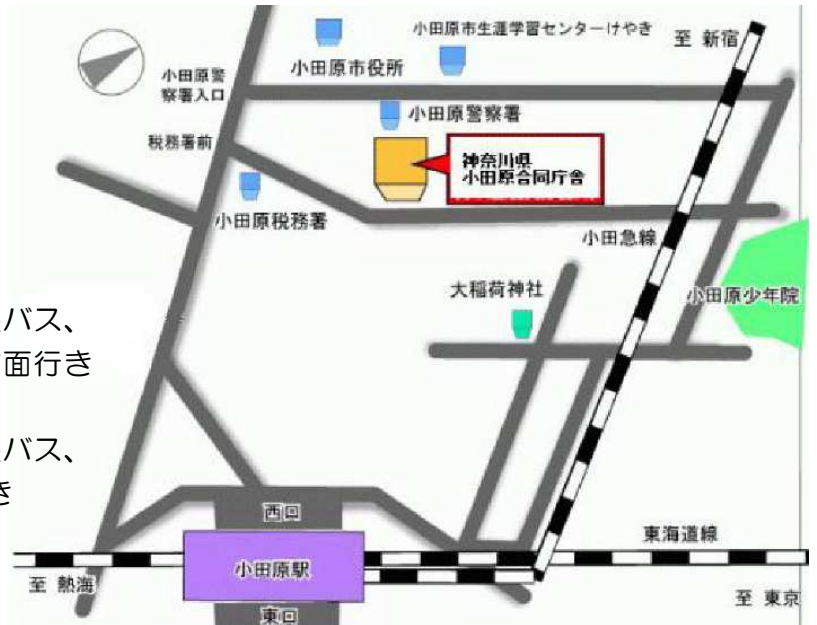 小田原市生涯学習センターけやき
至 新宿
小田原市役所
小田原警
察署入口
小田原警察署
税務署前
神奈川県
小田原合同庁舎
小田原税務署
小田急線
大稲荷神社
小田原少年院
バス、
面行き
バス、
き
西口
東海道線
小田原駅
至 熱海
至 東京
東口